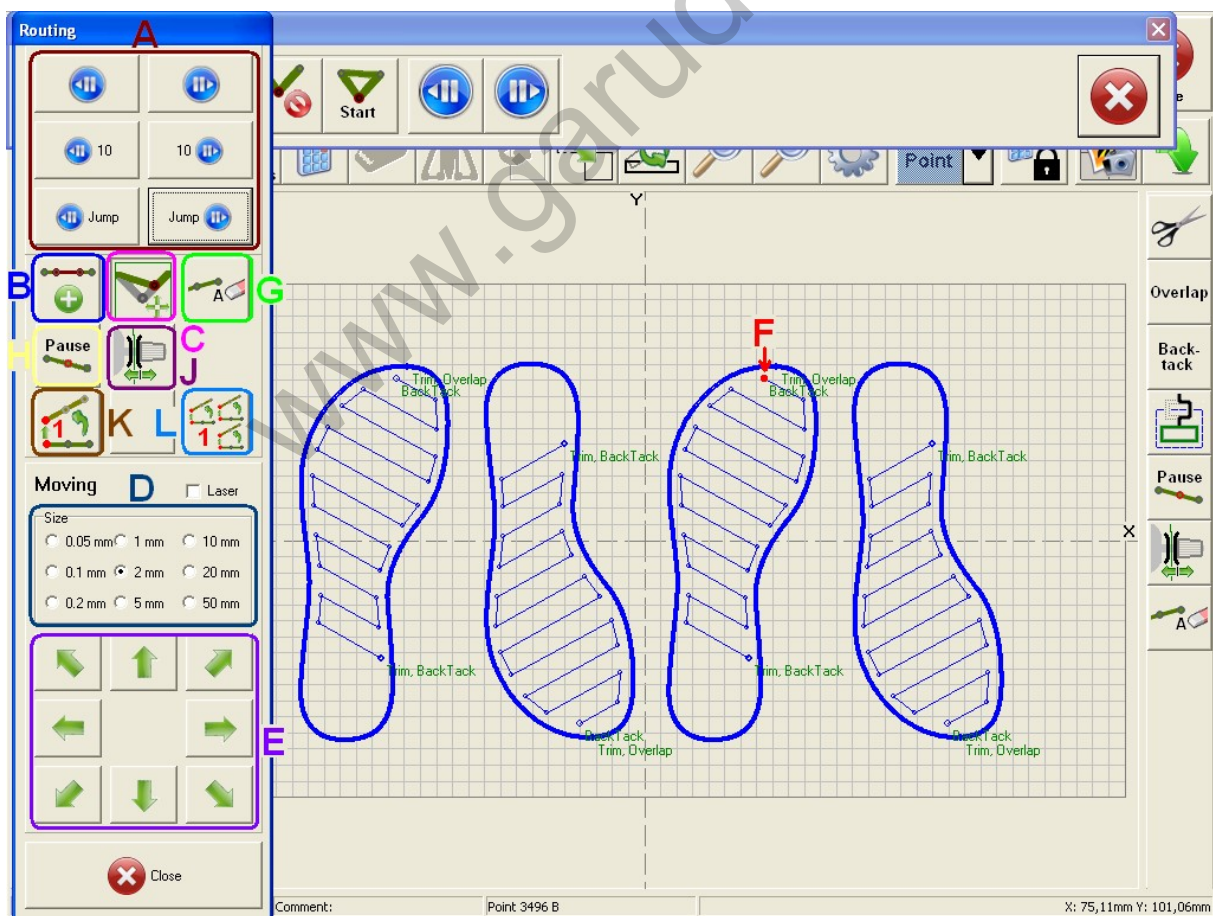 Routing
A
Start
10
10
Jump
Jump
B
A
G
Pause
H
C
J
1
K
L
1
Point
Y
X
F
Trim, Overlap
BackTack
Trim, BackTack
Trim, BackTack
BackTack
Trim, Overlap
Trim, Overlap
BackTack
Trim, BackTack
Trim, BackTack
BackTack
Trim, Overlap
Overlap
Back-
tack
Pause
A
Moving
D
Laser
Size
0.05 mm 1 mm 10 mm
0.1 mm 2 mm 20 mm
0.2 mm 5 mm 50 mm
E
Close
Comment:
Point 3496 B
X: 75,11mm Y: 101,06mm
www.garud